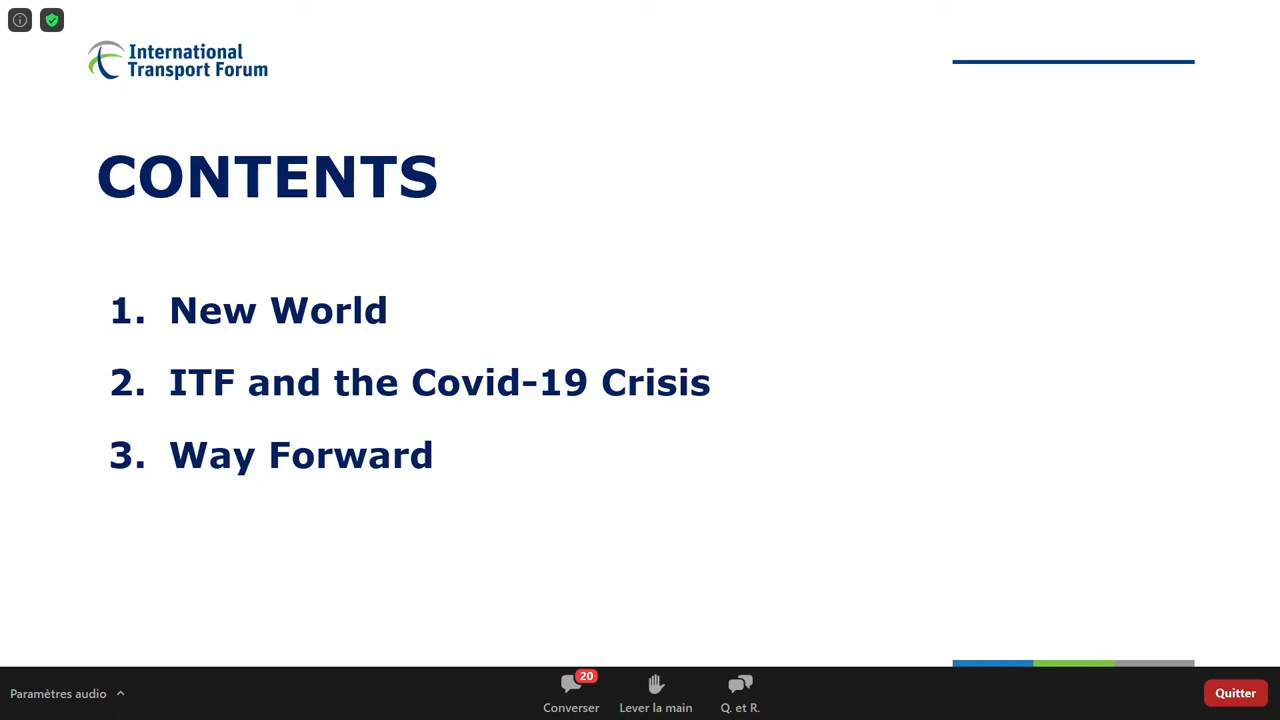 International
Transport Forum
CONTENTS
1. New World
2. ITF and the Covid-19 Crisis
3. Way Forward
Paramètres audio
20
Converser
Lever la main
Q. et R.
Quitter